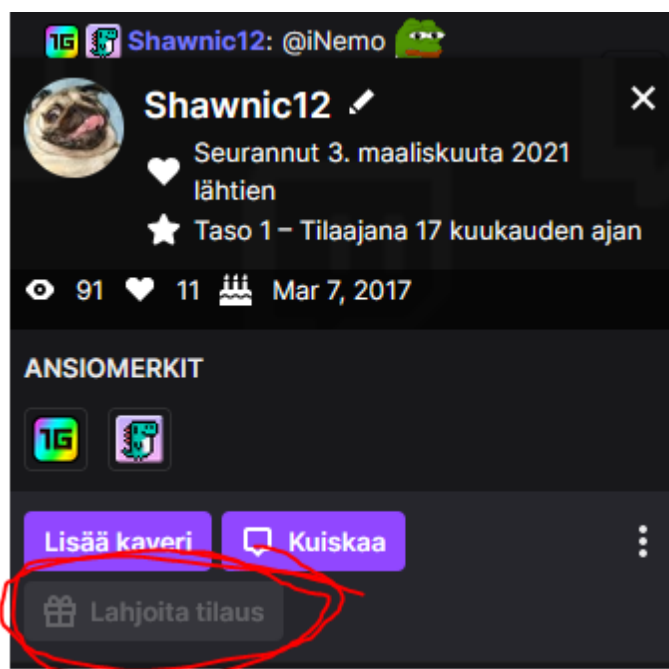 1G Shawnic12: @iNemo
Shawnic12
Seurannut 3. maaliskuuta 2021
lähtien
Taso 1 – Tilaajana 17 kuukauden ajan
91 11 Mar 7, 2017
ANSIOMERKIT
1G
Lisää kaveri Kuiskaa
Lahjoita tilaus